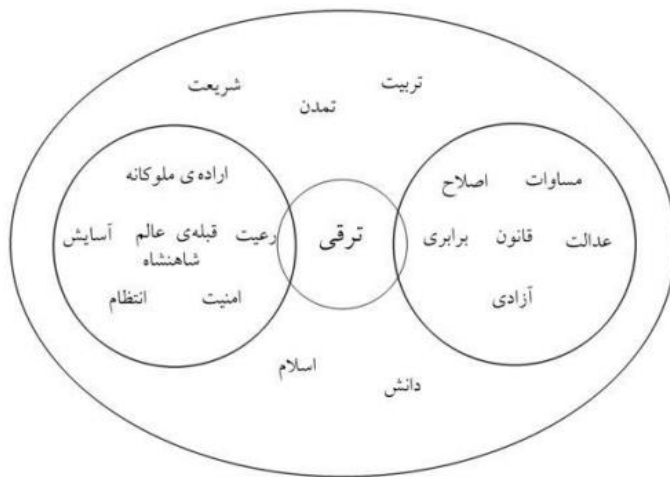 شریعت
تمدن
تربیت
مساوات
اصلاح
عدالت
قانون
برابری
آزادی
ترقی
اراده‌ی ملوکانه
رعیت
قبله‌ی عالم
شاهنشاه
آسایش
امنیت
انتظام
اسلام
دانش